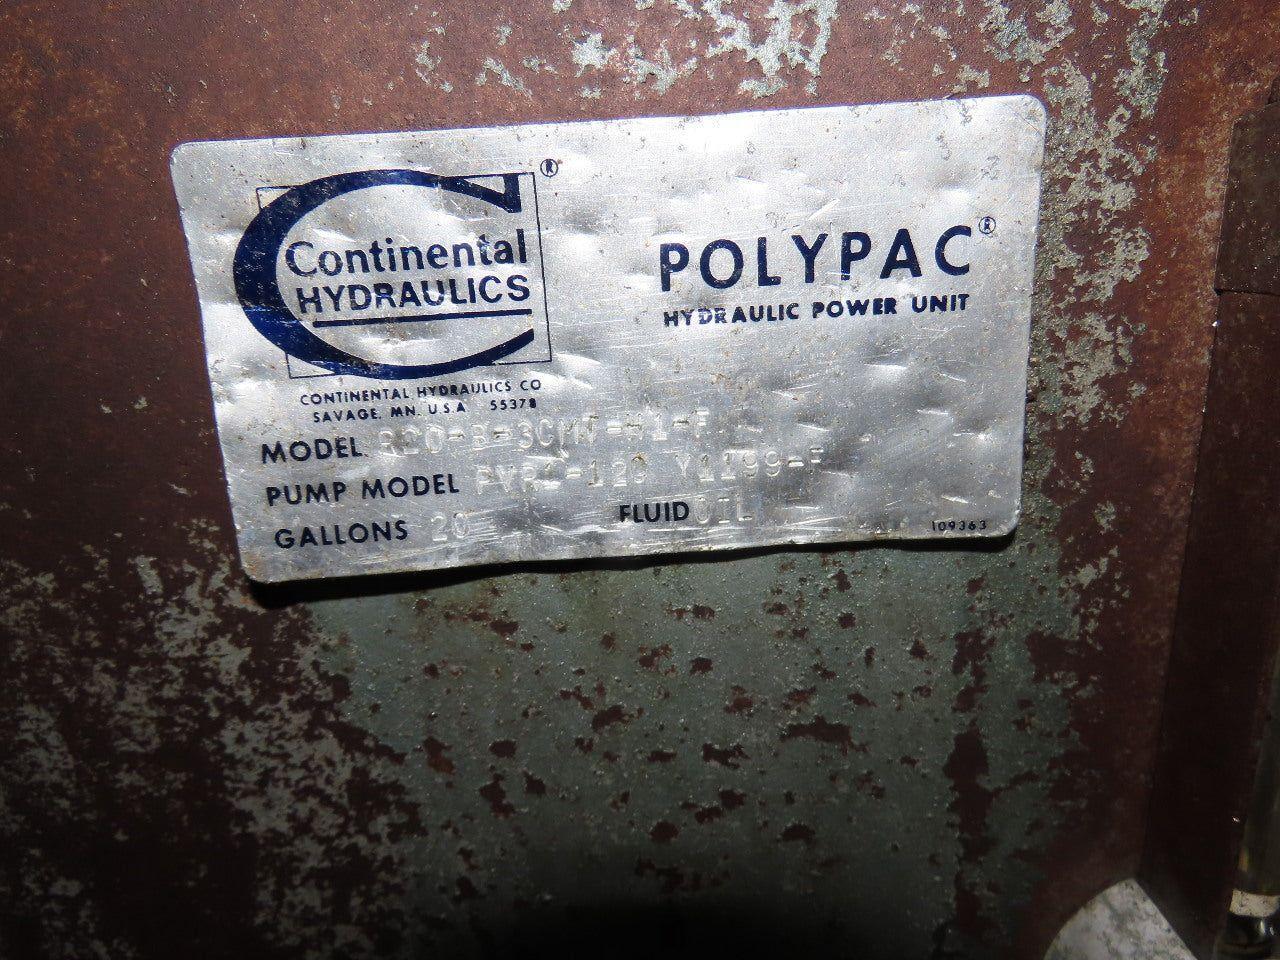 Continental®
HYDRAULICS
CONTINENTAL HYDRAULICS CO
SAVAGE, MN. U.S.A 55378
POLYPAC®
HYDRAULIC POWER UNIT
MODEL
PUMP MODEL Y1199-F
GALLONS 20 FLUID OIL
109363